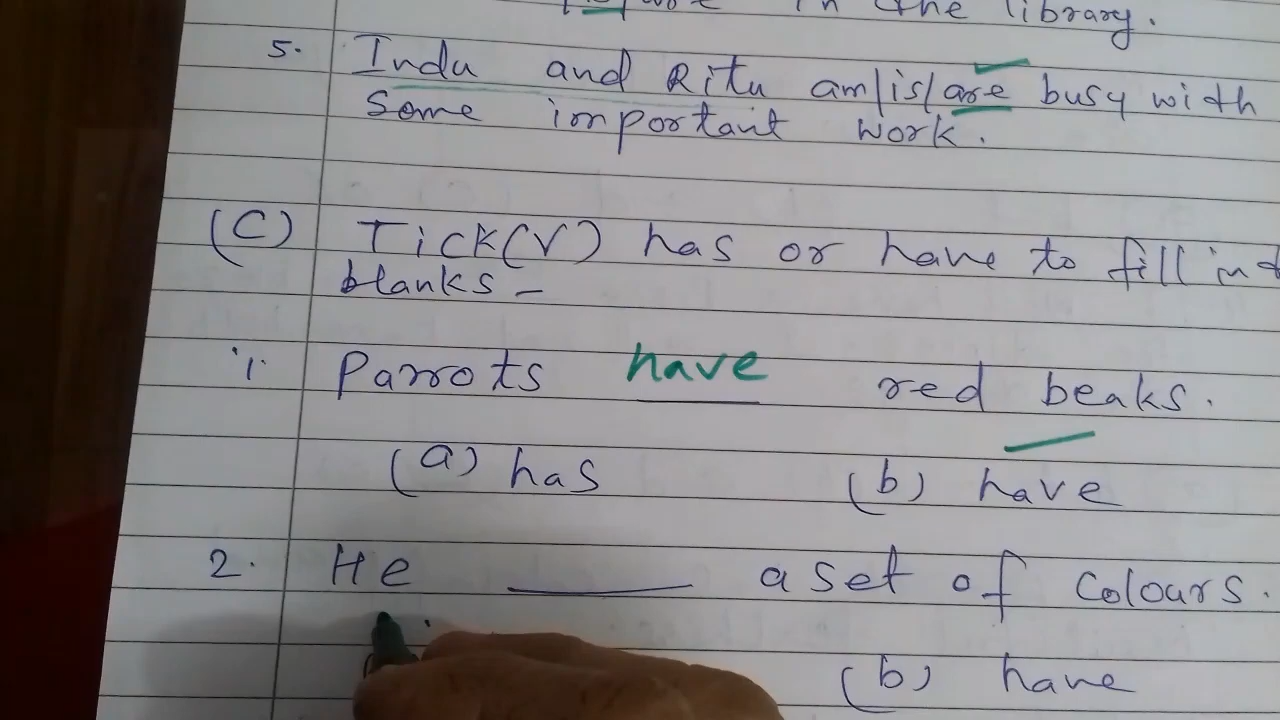 in the library.
5. Indu and Ritu am/is/are busy with
some important work.
(C) Tick(√) has or have to fill in
blanks -
1. Parrots have red beaks.
(a) has (b) have
2. He ______ a set of Colours.
(b) have